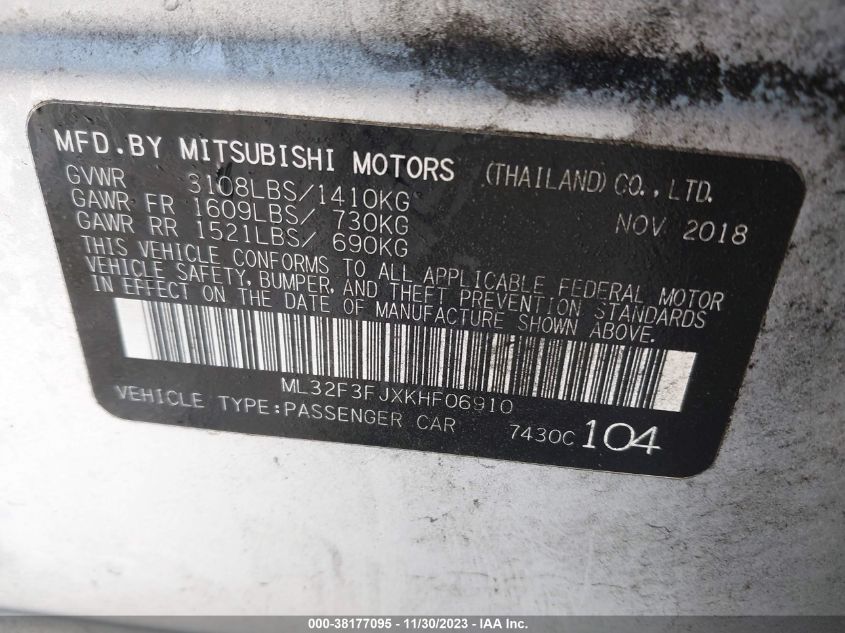 MFD.BY MITSUBISHI MOTORS (THAILAND) CO., LTD.
GVWR 3108LBS/1410KG
GAWR FR 1609LBS/ 730KG NOV 2018
GAWR RR 1521LBS/ 690KG
THIS VEHICLE CONFORMS TO ALL APPLICABLE FEDERAL MOTOR
VEHICLE SAFETY, BUMPER, AND THEFT PREVENTION STANDARDS
IN EFFECT ON THE DATE OF MANUFACTURE SHOWN ABOVE.
ML32F3FJXKHF06910
VEHICLE TYPE:PASSENGER CAR 7430C 104
000-38177095 - 11/30/2023 - IAA Inc.